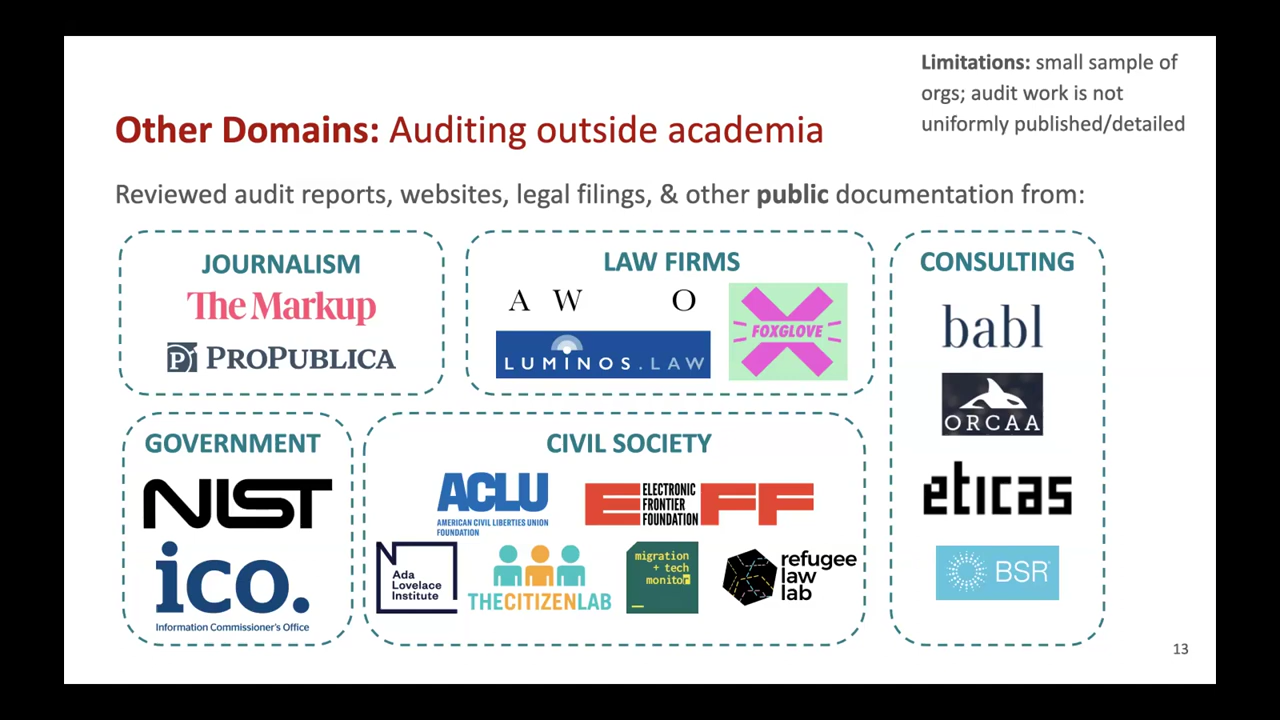 Limitations: small sample of
orgs; audit work is not
uniformly published/detailed
Other Domains: Auditing outside academia
Reviewed audit reports, websites, legal filings, & other public documentation from:
JOURNALISM
The Markup
P PROPUBLICA
LAW FIRMS
A W O
FOXGLOVE
LUMINOS.LAW
CONSULTING
babl
ORCAA
eticas
BSR
GOVERNMENT
NIST
ico.
Information Commissioner's Office
CIVIL SOCIETY
ACLU
AMERICAN CIVIL LIBERTIES UNION
FOUNDATION
E ELECTRONIC FRONTIER FOUNDATION FF
Ada
Lovelace
Institute
THECITIZENLAB
migration
+ tech
monitor
refugee
law
lab
13